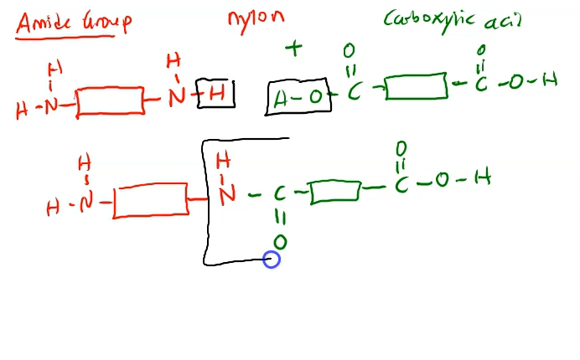 Amide Group nylon Carboxylic acid
+
H O O
H H-N N-H A-O-C C-O-H
H H O
H-N N-C C-O-H
O